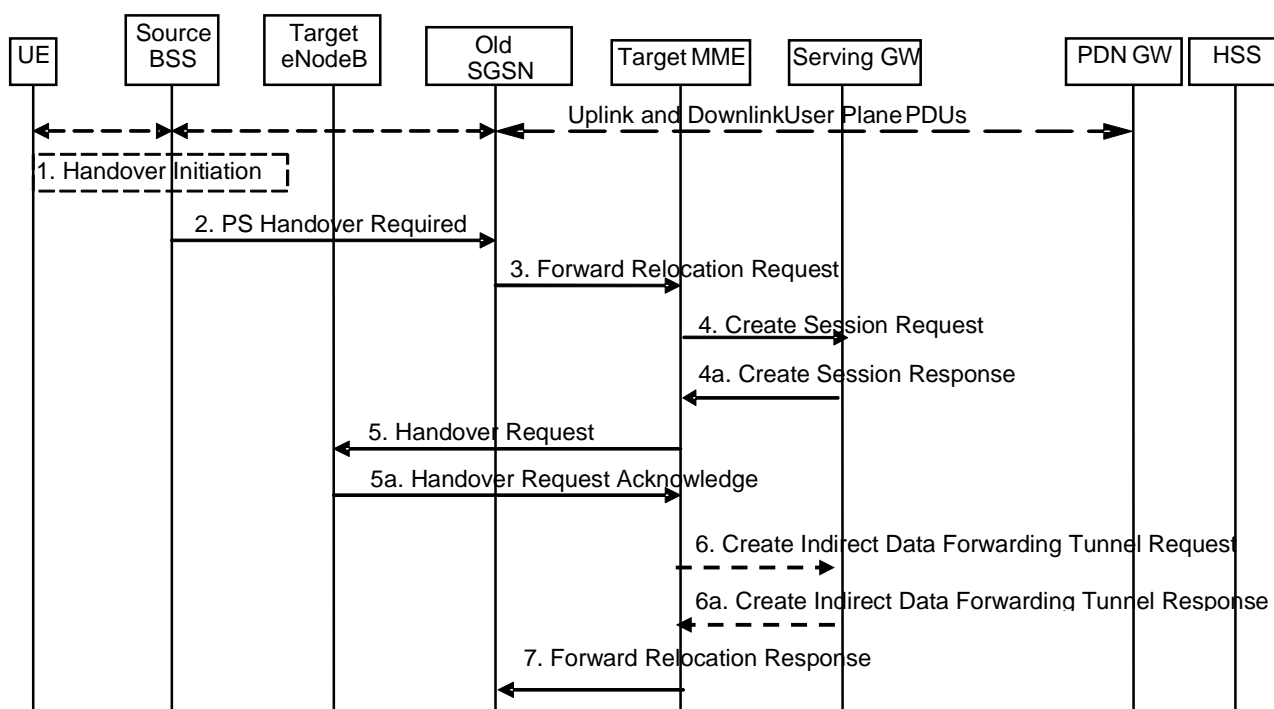 UE
Source
BSS
Target
eNodeB
Old
SGSN
Target MME
Serving GW
PDN GW
HSS
Uplink and DownlinkUser Plane PDUs
1. Handover Initiation
2. PS Handover Required
3. Forward Relocation Request
4. Create Session Request
4a. Create Session Response
5. Handover Request
5a. Handover Request Acknowledge
6. Create Indirect Data Forwarding Tunnel Request
6a. Create Indirect Data Forwarding Tunnel Response
7. Forward Relocation Response